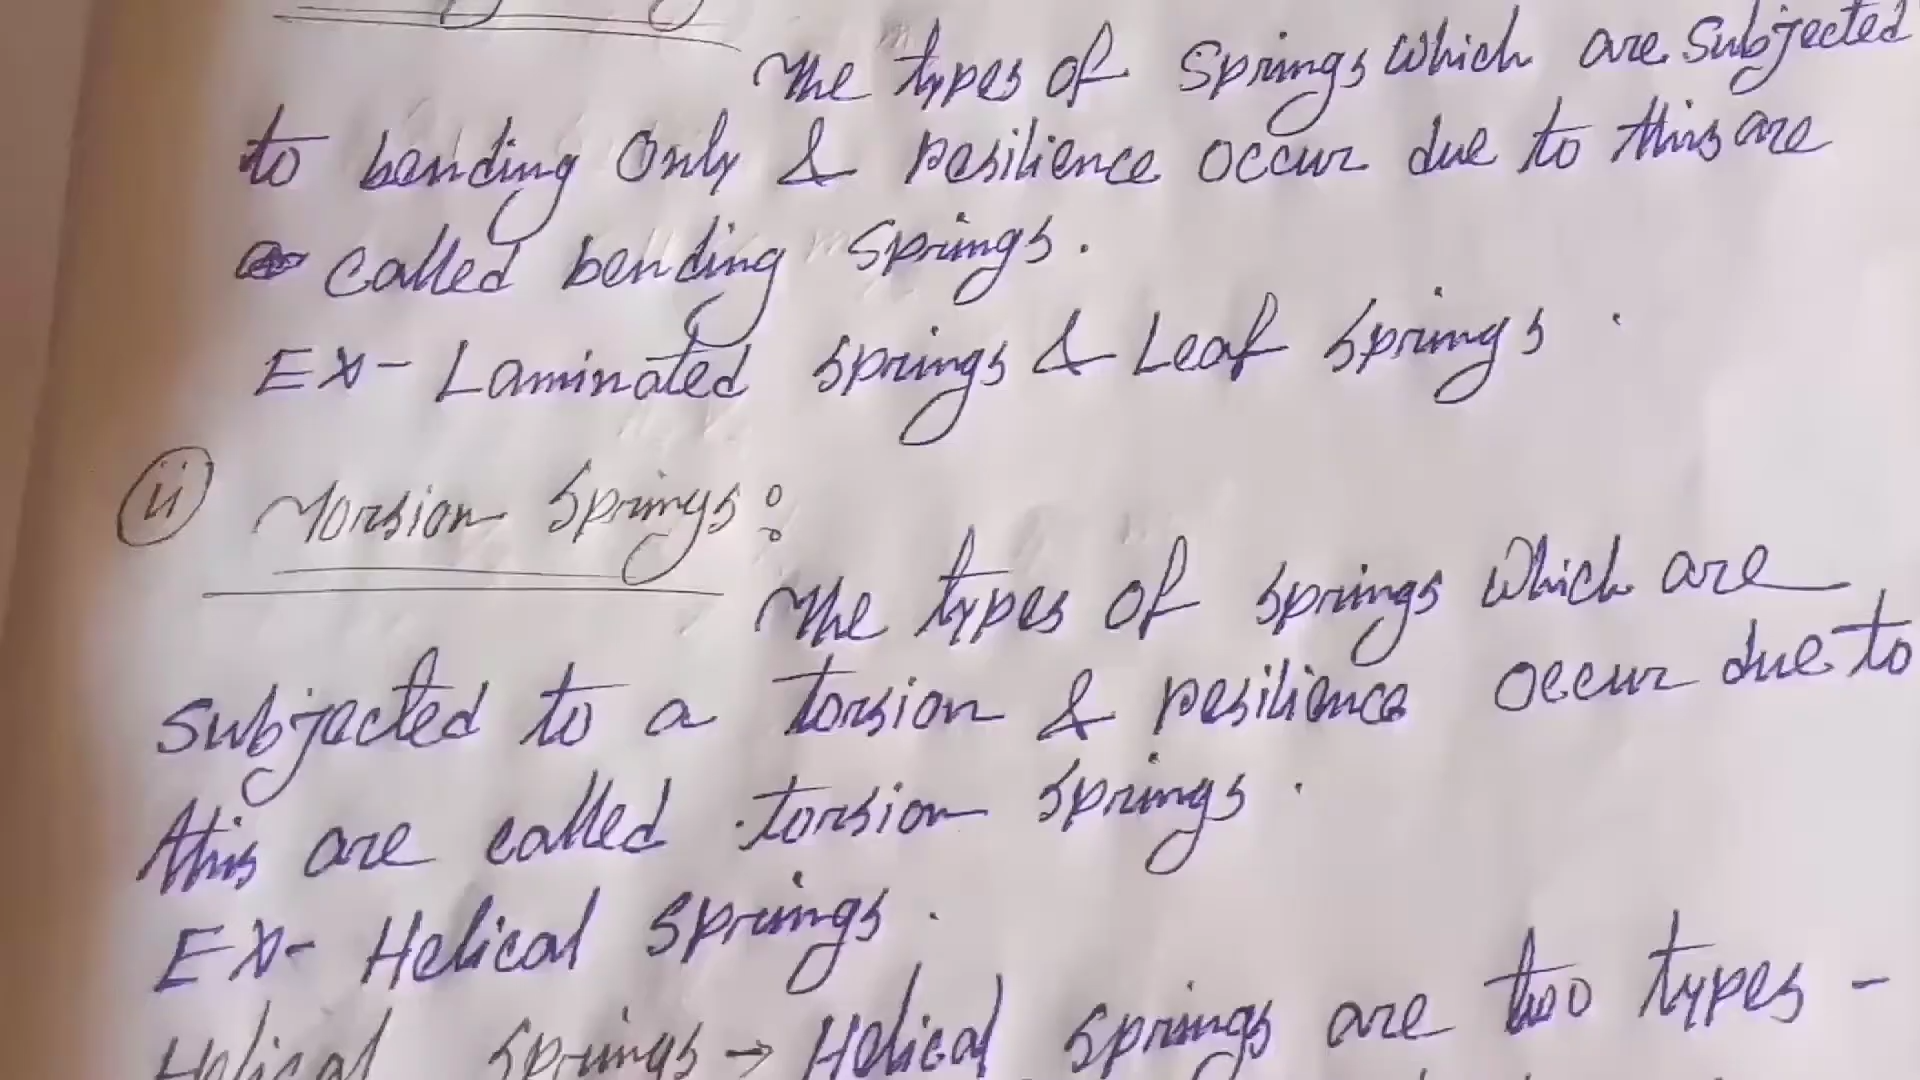 The types of Springs which are Subjected
to bending Only & resilience occur due to this are
called bending Springs.
Ex- Laminated springs & Leaf springs.
(ii) Torsion Springs:
The types of springs which are
Subjected to a torsion & resilience occur due to
this are called torsion springs.
Ex- Helical springs.
Helical springs → Helical springs are two types -